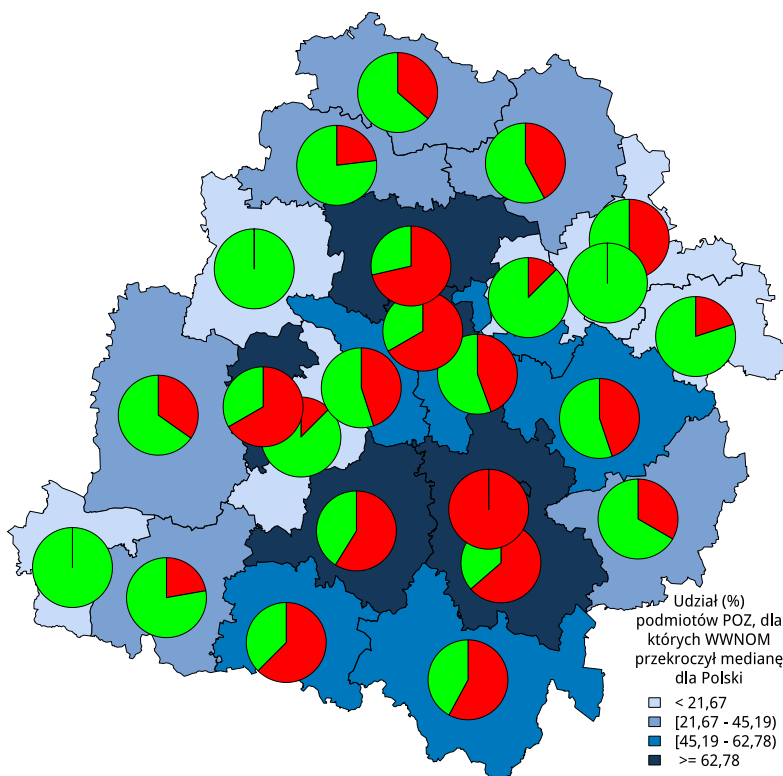 Udział (%)
podmiotów POZ, dla
których WWNOM
przekroczył medianę
dla Polski
< 21,67
[21,67 - 45,19)
[45,19 - 62,78)
>= 62,78